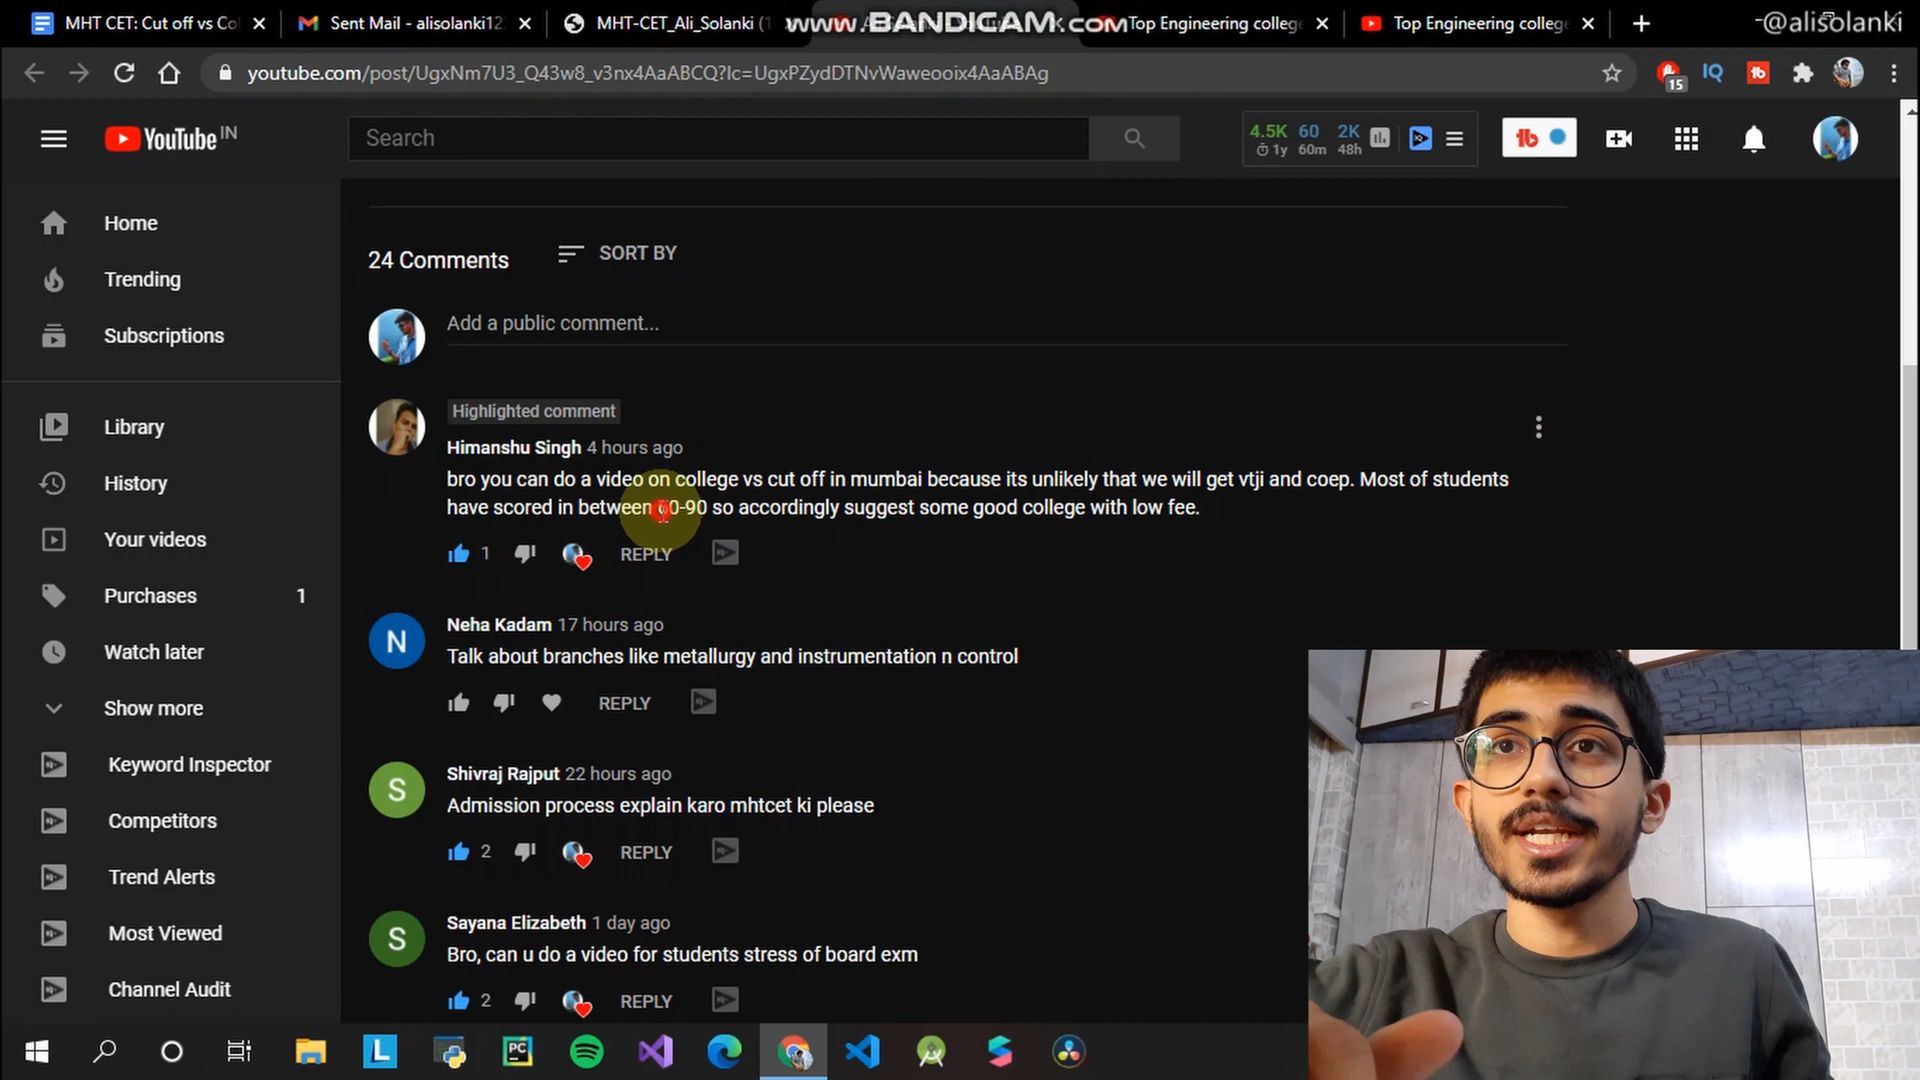 MHT CET: Cut off vs Co
Sent Mail - alisolanki12
MHT-CET_Ali_Solanki (1
www.BANDICAM.com
Top Engineering colleg
Top Engineering colleg
@alisolanki
youtube.com/post/UgxNm7U3_Q43w8_v3nx4AaABCQ?lc=UgxPZydDTNvWaweooix4AaABAg
15
IQ
YouTube IN
Search
4.5K 60 2K
1y 60m 48h
Home
Trending
Subscriptions
Library
History
Your videos
Purchases 1
Watch later
Show more
Keyword Inspector
Competitors
Trend Alerts
Most Viewed
Channel Audit
24 Comments
SORT BY
Add a public comment...
Highlighted comment
Himanshu Singh 4 hours ago
bro you can do a video on college vs cut off in mumbai because its unlikely that we will get vtji and coep. Most of students
have scored in between so accordingly suggest some good college with low fee.
1 REPLY
N
Neha Kadam 17 hours ago
Talk about branches like metallurgy and instrumentation n control
REPLY
S
Shivraj Rajput 22 hours ago
Admission process explain karo mhtcet ki please
2 REPLY
S
Sayana Elizabeth 1 day ago
Bro, can u do a video for students stress of board exm
2 REPLY
L
PC